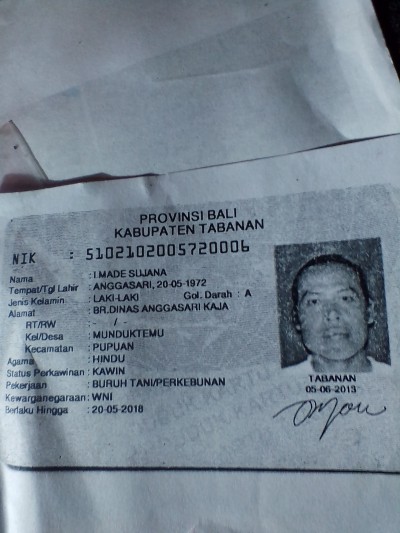 PROVINSI BALI
KABUPATEN TABANAN
NIK : 5102102005720006
Nama : I MADE SUJANA
Tempat/Tgl Lahir : ANGGASARI, 20-05-1972
Jenis Kelamin : LAKI-LAKI Gol. Darah : A
Alamat : BR.DINAS ANGGASARI KAJA
RT/RW : - / -
Kel/Desa : MUNDUKTEMU
Kecamatan : PUPUAN
Agama : HINDU
Status Perkawinan : KAWIN
Pekerjaan : BURUH TANI/PERKEBUNAN
Kewarganegaraan : WNI
Berlaku Hingga : 20-05-2018
TABANAN
05-06-2013